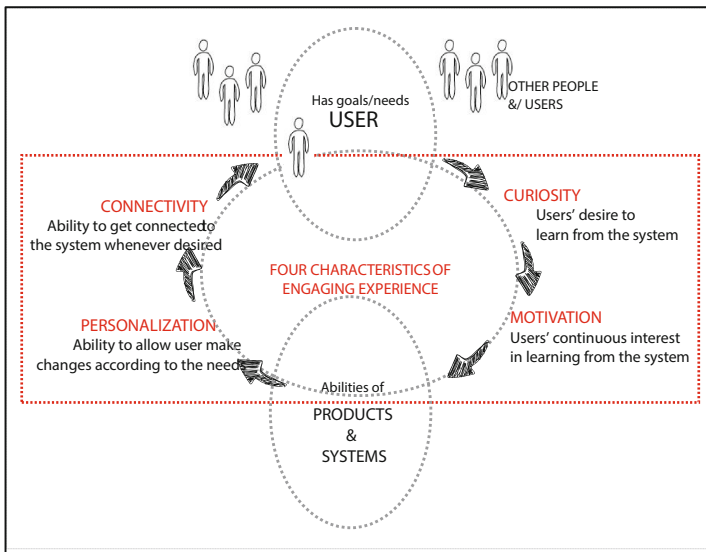 Has goals/needs
USER
OTHER PEOPLE
&/ USERS
CONNECTIVITY
Ability to get connected to
the system whenever desired
CURIOSITY
Users' desire to
learn from the system
FOUR CHARACTERISTICS OF
ENGAGING EXPERIENCE
PERSONALIZATION
Ability to allow user make
changes according to the needs
MOTIVATION
Users' continuous interest
in learning from the system
Abilities of
PRODUCTS
&
SYSTEMS